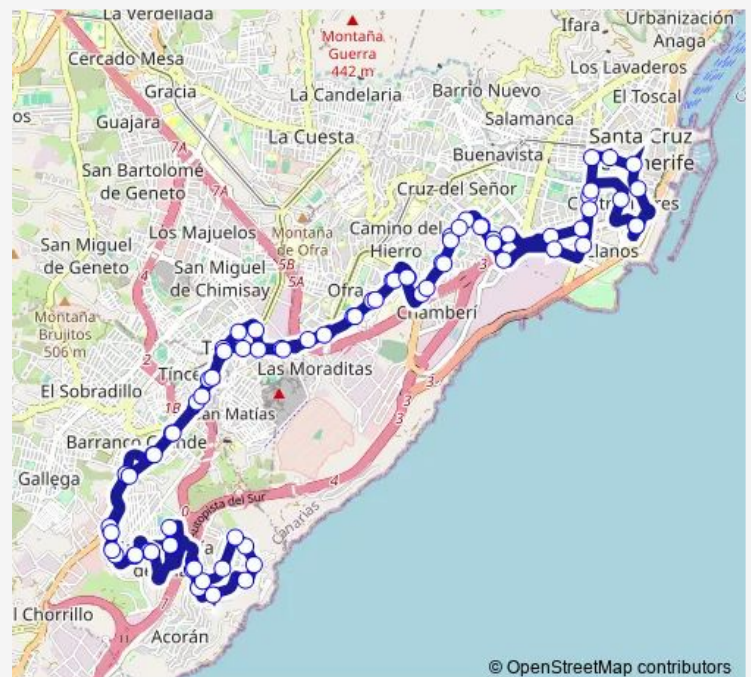 La Verdellada
Ifara
Urbanización
Anaga
Montaña
Guerra
442 m
Cercado Mesa
Los Lavaderos
Gracia
La Candelaria
Barrio Nuevo
El Toscal
os
Guajara
Salamanca
7A
La Cuesta
Santa Cruz
Buenavista
nerife
San Bartolomé
de Geneto
7A
Cruz del Señor
Los Majuelos
Montaña
de Ofra
Camino del
Hierro
San Miguel
de Geneto
5B
Llanos
4
San Miguel
de Chimisay
5A
3
Ofra
Montaña
Brujitos
506 m
Chamberí
2
Las Moraditas
3
Tince
3
El Sobradillo
1B
an Matías
3
Barranco
nde
Gallega
4
Autopista del Sur
Canarias
l Chorrillo
1
Acorán
© OpenStreetMap contributors